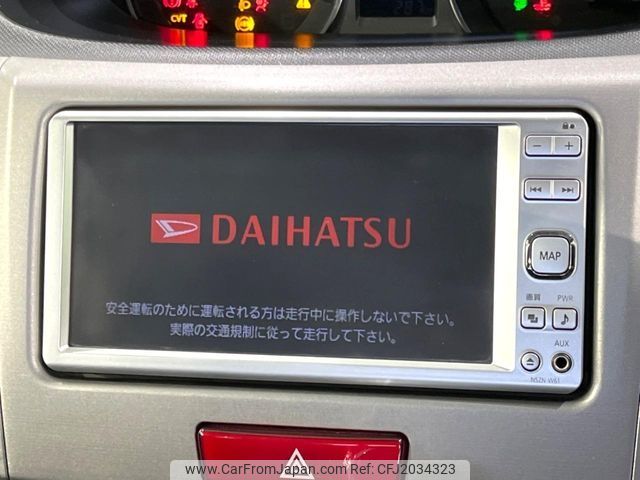 CVT
DAIHATSU
安全運転のために運転される方は走行中に操作しないで下さい。
実際の交通規制に従って走行して下さい。
MAP
画質 PWR
AUX
NSZN-W61
www.CarFromJapan.com - CFJ2034323